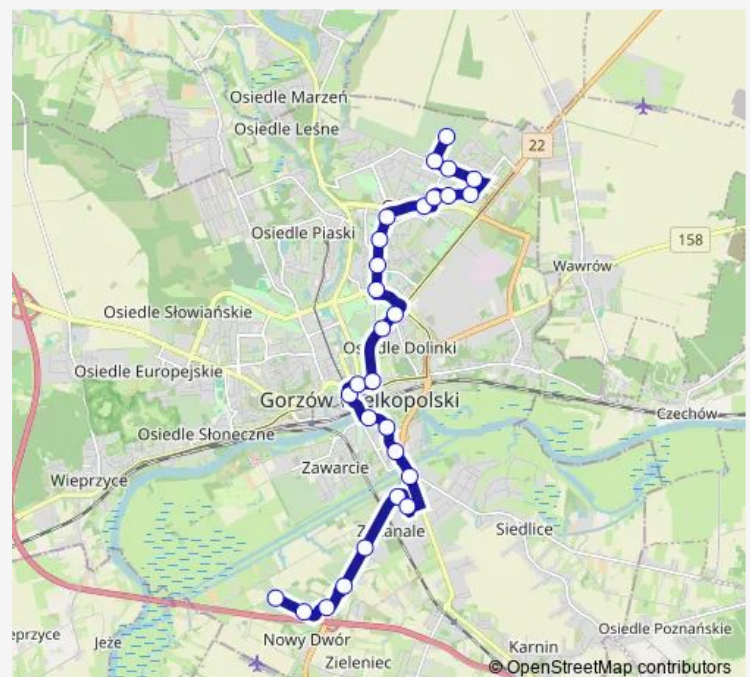 Osiedle Marzeń
Osiedle Leśne
22
Osiedle Piaski
158
Wawrów
Osiedle Słowiańskie
Osiedle Dolinki
Osiedle Europejskie
Gorzów Wielkopolski
Czechów
Osiedle Słoneczne
Zawarcie
Wieprzyce
Zakanale
Siedlice
Nowy Dwór
Osiedle Poznańskie
eprzyce
Jeże
Karnin
Zieleniec
© OpenStreetMap contributors